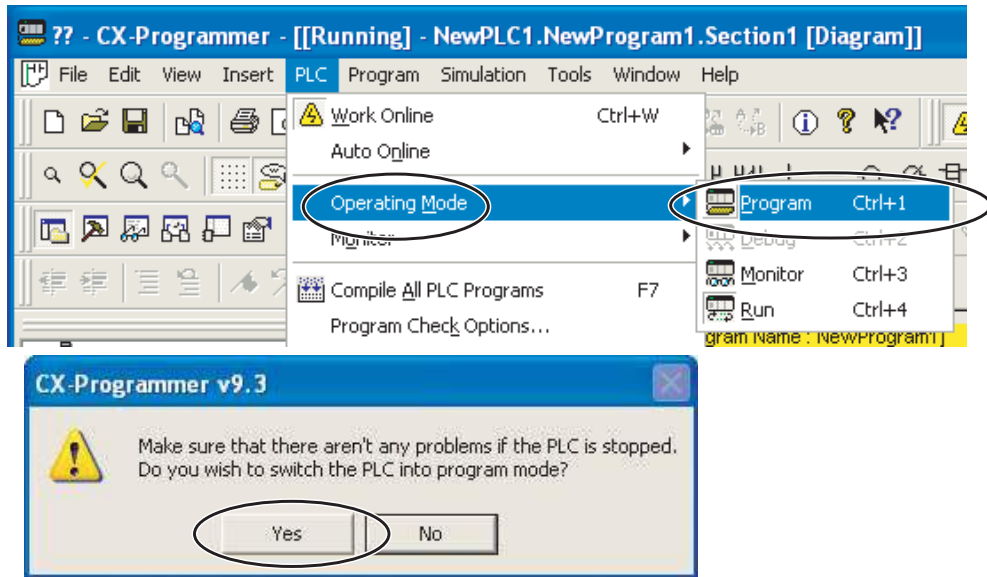 ?? - CX-Programmer - [[Running] - NewPLC1.NewProgram1.Section1 [Diagram]]
File Edit View Insert PLC Program Simulation Tools Window Help
Work Online Ctrl+W
Auto Online
Operating Mode
Program Ctrl+1
Monitor
Debug Ctrl+2
Monitor Ctrl+3
Compile All PLC Programs F7
Run Ctrl+4
Program Check Options...
gram Name : NewProgram1]
CX-Programmer v9.3
Make sure that there aren't any problems if the PLC is stopped.
Do you wish to switch the PLC into program mode?
Yes No